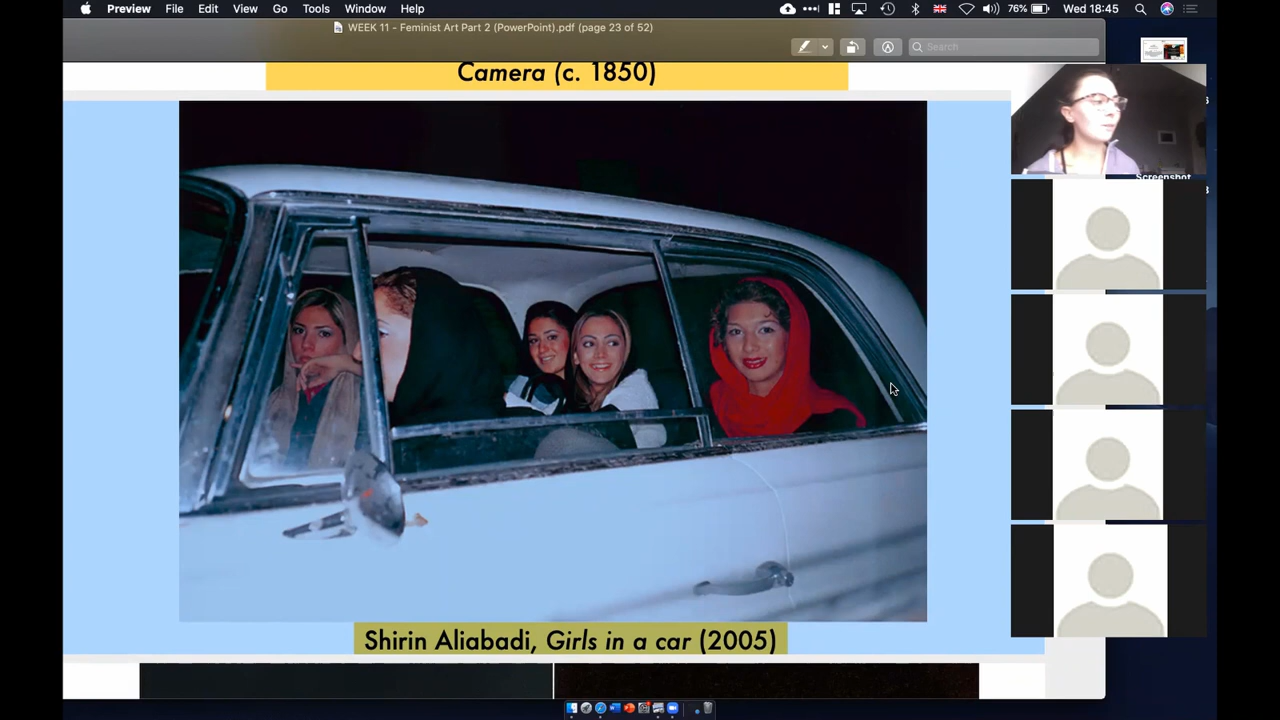 Preview File Edit View Go Tools Window Help 76% Wed 18:45
WEEK 11 - Feminist Art Part 2 (PowerPoint).pdf (page 23 of 52)
Search
Camera (c. 1850)
Screenshot
Shirin Aliabadi, Girls in a car (2005)